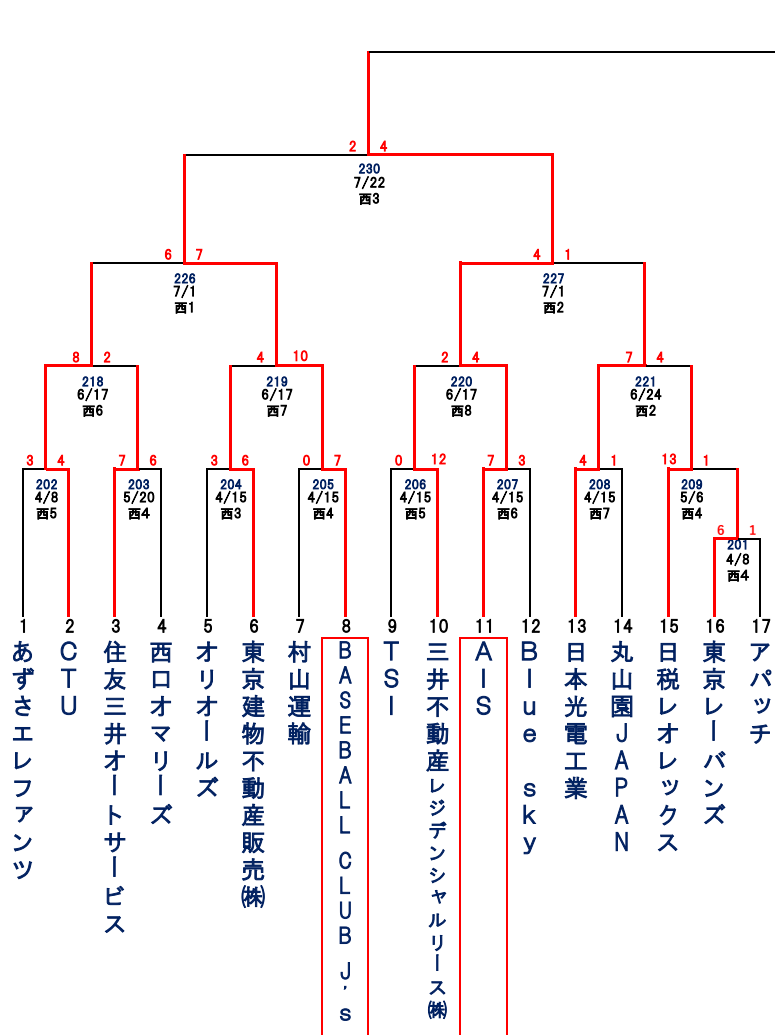 2 4
230
7/22
西3
6 7
4 1
226
7/1
西1
227
7/1
西2
8 2
4 10
2 4
7 4
218
6/17
西6
219
6/17
西7
220
6/17
西8
221
6/24
西2
3 4
7 6
3 6
0 7
0 12
7 3
4 1
13 1
202
4/8
西5
203
5/20
西4
204
4/15
西3
205
4/15
西4
206
4/15
西5
207
4/15
西6
208
4/15
西7
209
5/6
西4
6 1
201
4/8
西4
1
あずさエレファンツ
2
CTU
3
住友三井オートサービス
4
西口オマリーズ
5
オリオールズ
6
東京建物不動産販売㈱
7
村山運輸
8
BASEBALL CLUB J's
9
TSI
10
三井不動産レジデンシャルリース㈱
11
AIS
12
Blue sky
13
日本光電工業
14
丸山園JAPAN
15
日税レオレックス
16
東京レーバンズ
17
アパッチ